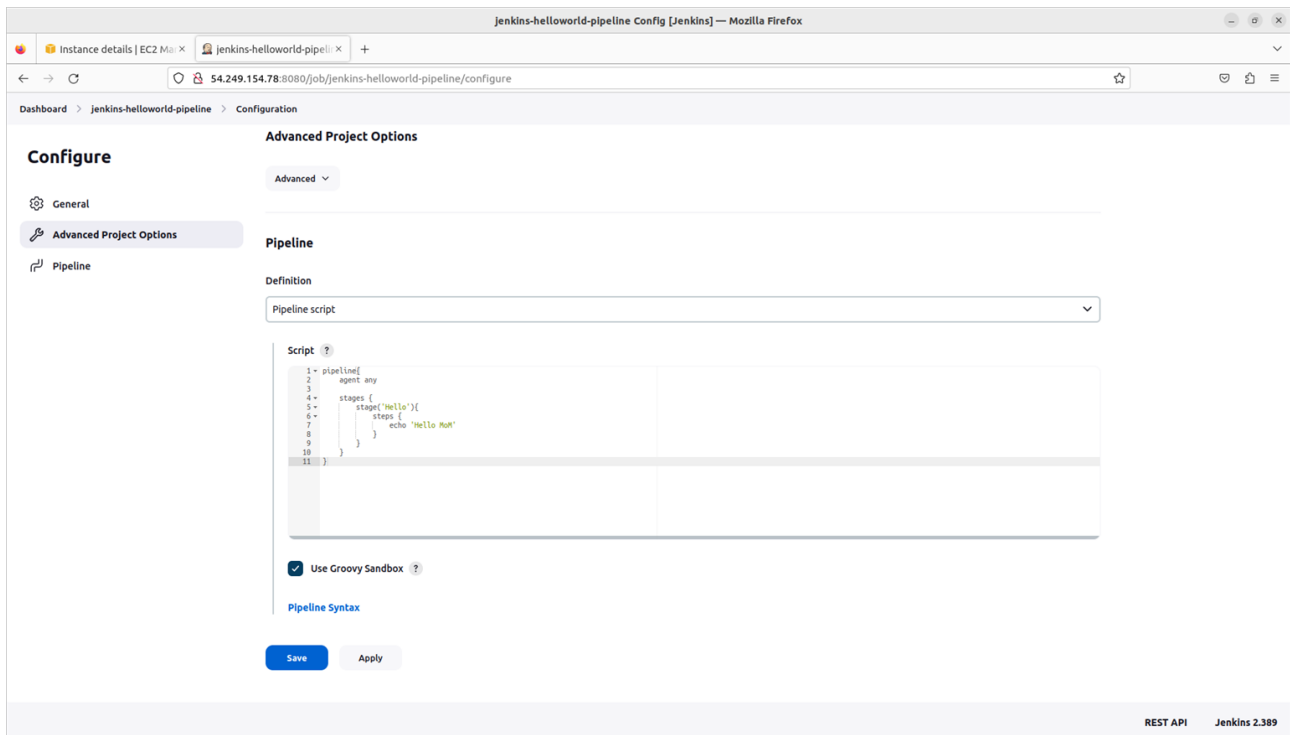 jenkins-helloworld-pipeline Config [Jenkins] — Mozilla Firefox
Instance details | EC2 Mar
jenkins-helloworld-pipeli
54.249.154.78:8080/job/jenkins-helloworld-pipeline/configure
Dashboard > jenkins-helloworld-pipeline > Configuration
Configure
General
Advanced Project Options
Pipeline
Advanced Project Options
Advanced
Pipeline
Definition
Pipeline script
Script ?
1 pipeline{
2 agent any
3
4 stages {
5 stage('Hello'){
6 steps {
7 echo 'Hello MoM'
8 }
9 }
10 }
11 }
Use Groovy Sandbox ?
Pipeline Syntax
Save Apply
REST API Jenkins 2.389